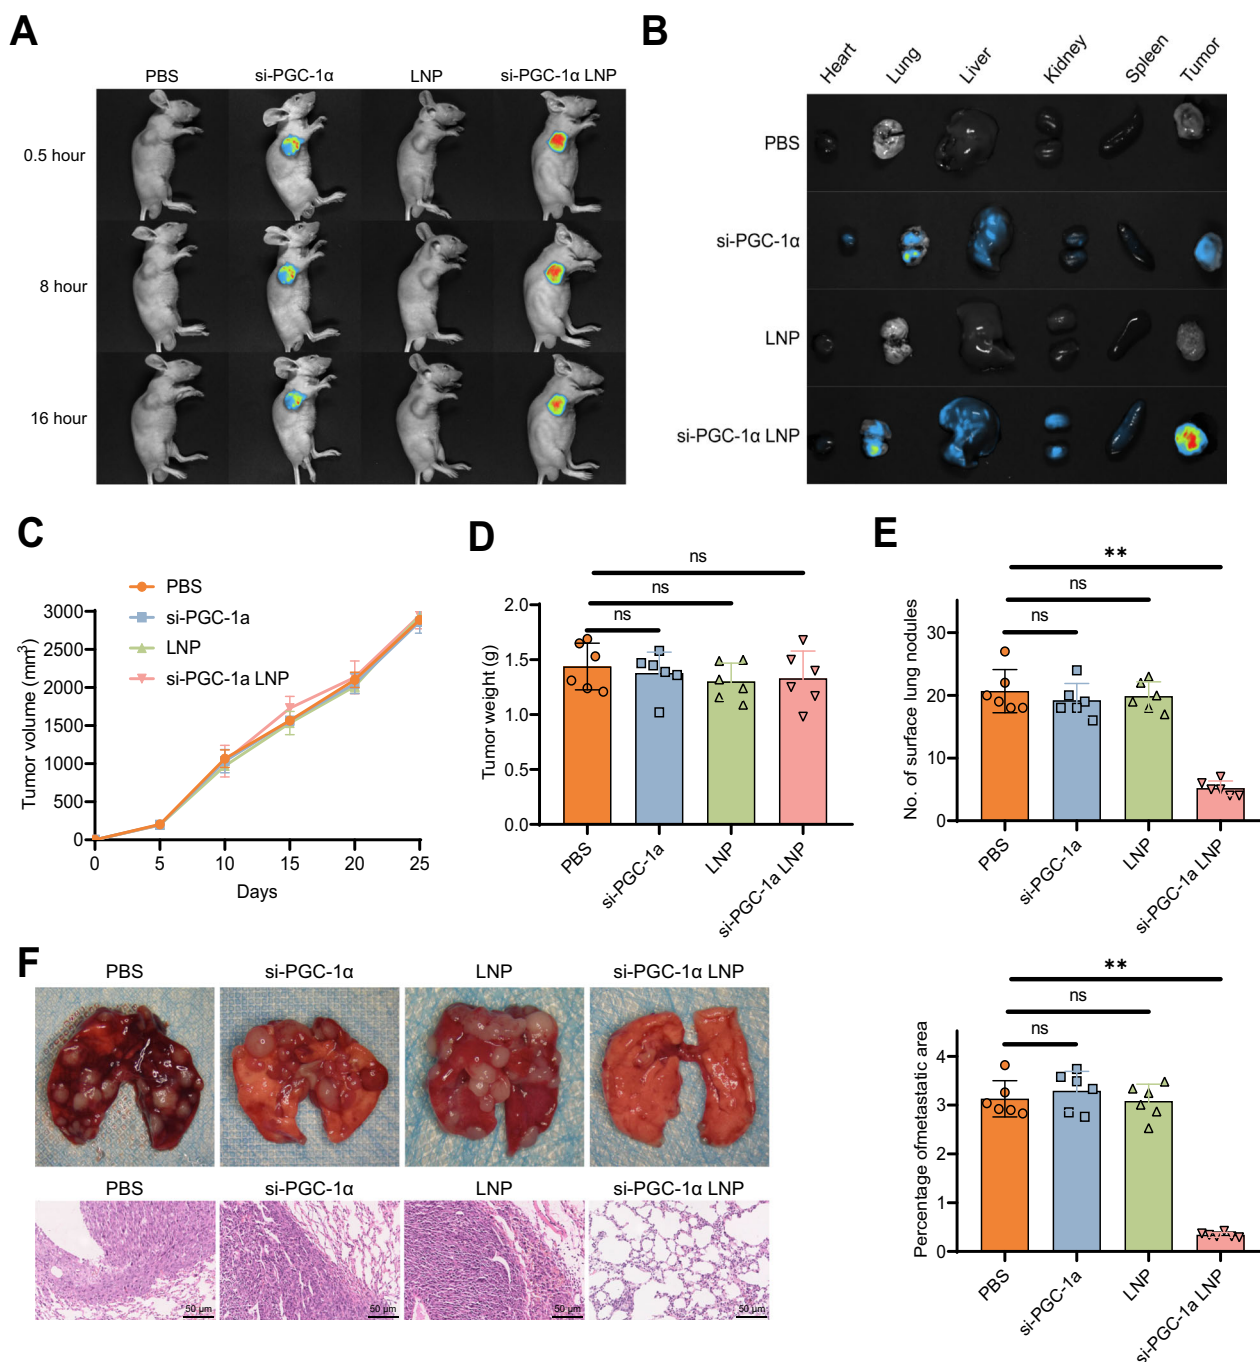 A
PBS si-PGC-1α LNP si-PGC-1α LNP
0.5 hour
8 hour
16 hour
B
Heart Lung Liver Kidney Spleen Tumor
PBS
si-PGC-1α
LNP
si-PGC-1α LNP
C
PBS
si-PGC-1a
LNP
si-PGC-1a LNP
Tumor volume (mm³)
3000
2500
2000
1500
1000
500
0
0 5 10 15 20 25
Days
D
ns
ns
ns
Tumor weight (g)
2.0
1.5
1.0
0.5
0.0
PBS si-PGC-1a LNP si-PGC-1a LNP
E
**
ns
ns
No. of surface lung nodules
30
20
10
0
PBS si-PGC-1a LNP si-PGC-1a LNP
**
ns
ns
Percentage ofmetastatic area
4
3
2
1
0
PBS si-PGC-1a LNP si-PGC-1a LNP
F
PBS si-PGC-1α LNP si-PGC-1α LNP
PBS si-PGC-1α LNP si-PGC-1α LNP
50 μm 50 μm 50 μm 50 μm